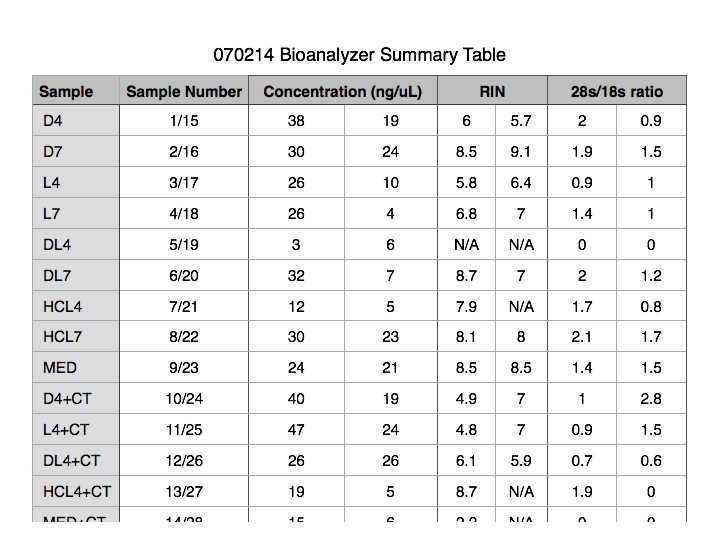 070214 Bioanalyzer Summary Table
Sample Sample Number Concentration (ng/uL) RIN 28s/18s ratio
D4 1/15 38 19 6 5.7 2 0.9
D7 2/16 30 24 8.5 9.1 1.9 1.5
L4 3/17 26 10 5.8 6.4 0.9 1
L7 4/18 26 4 6.8 7 1.4 1
DL4 5/19 3 6 N/A N/A 0 0
DL7 6/20 32 7 8.7 7 2 1.2
HCL4 7/21 12 5 7.9 N/A 1.7 0.8
HCL7 8/22 30 23 8.1 8 2.1 1.7
MED 9/23 24 21 8.5 8.5 1.4 1.5
D4+CT 10/24 40 19 4.9 7 1 2.8
L4+CT 11/25 47 24 4.8 7 0.9 1.5
DL4+CT 12/26 26 26 6.1 5.9 0.7 0.6
HCL4+CT 13/27 19 5 8.7 N/A 1.9 0
MED+CT 14/28 15 N/A